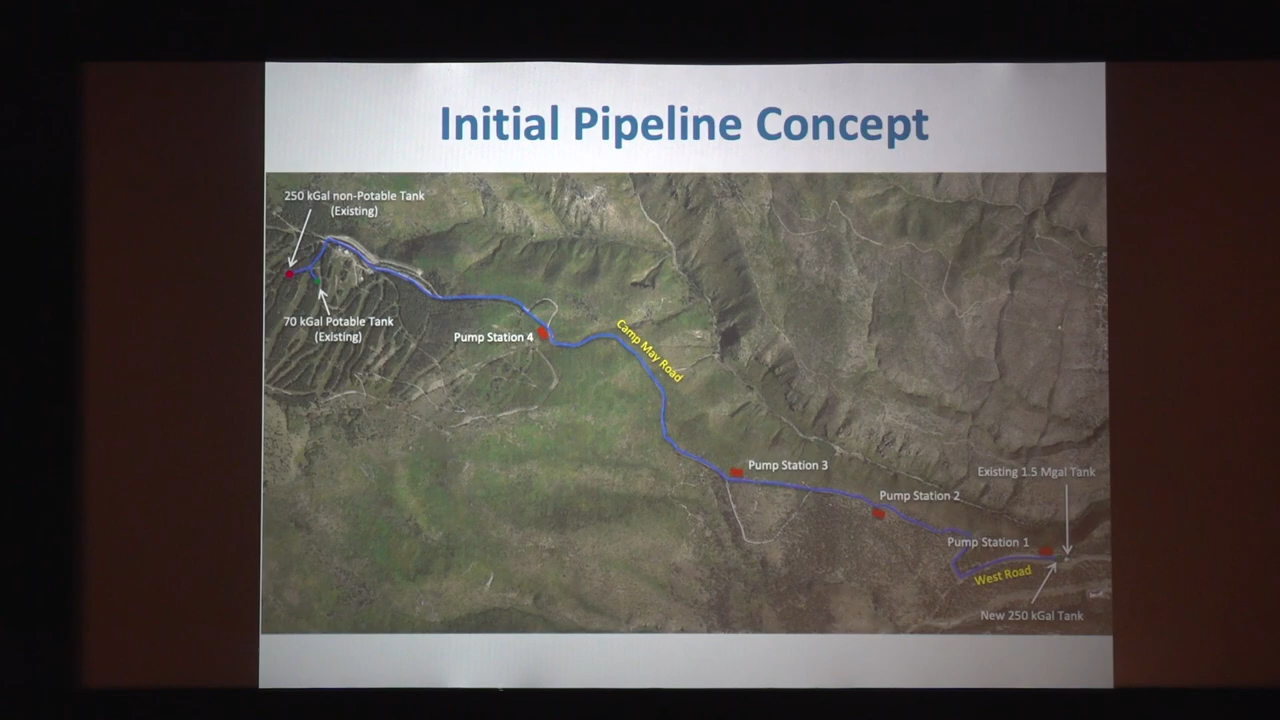 Initial Pipeline Concept
250 kGal non-Potable Tank
(Existing)
70 kGal Potable Tank
(Existing)
Pump Station 4
Camp May Road
Pump Station 3
Existing 1.5 Mgal Tank
Pump Station 2
Pump Station 1
West Road
New 250 kGal Tank